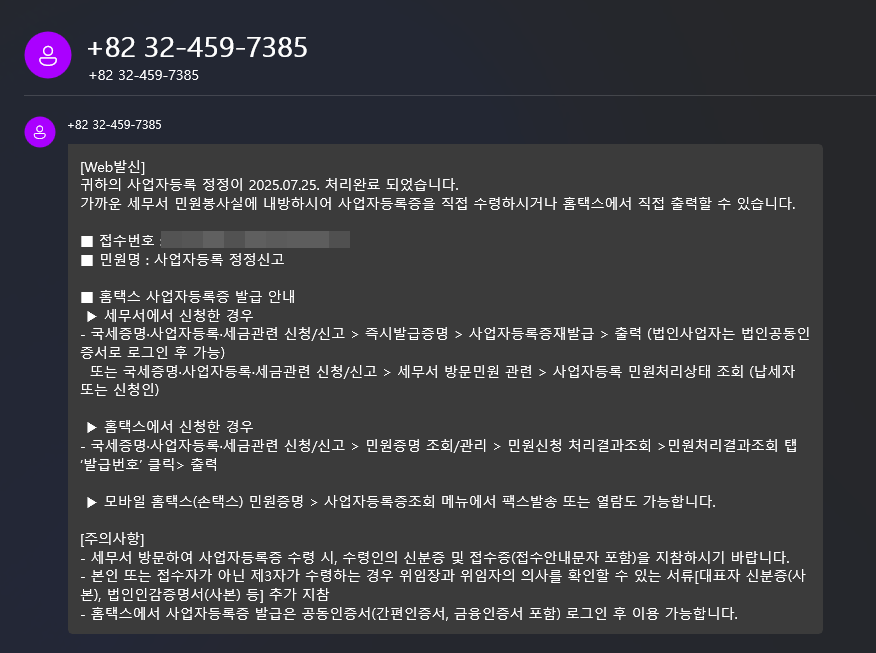 +82 32-459-7385
+82 32-459-7385
+82 32-459-7385
[Web발신]
귀하의 사업자등록 정정이 2025.07.25. 처리완료 되었습니다.
가까운 세무서 민원봉사실에 내방하시어 사업자등록증을 직접 수령하시거나 홈택스에서 직접 출력할 수 있습니다.
■ 접수번호 :
■ 민원명 : 사업자등록 정정신고
■ 홈택스 사업자등록증 발급 안내
▶ 세무서에서 신청한 경우
- 국세증명·사업자등록·세금관련 신청/신고 > 즉시발급증명 > 사업자등록증재발급 > 출력 (법인사업자는 법인공동인
증서로 로그인 후 가능)
또는 국세증명·사업자등록·세금관련 신청/신고 > 세무서 방문민원 관련 > 사업자등록 민원처리상태 조회 (납세자
또는 신청인)
▶ 홈택스에서 신청한 경우
- 국세증명·사업자등록·세금관련 신청/신고 > 민원증명 조회/관리 > 민원신청 처리결과조회 >민원처리결과조회 탭
'발급번호' 클릭> 출력
▶ 모바일 홈택스(손택스) 민원증명 > 사업자등록증조회 메뉴에서 팩스발송 또는 열람도 가능합니다.
[주의사항]
- 세무서 방문하여 사업자등록증 수령 시, 수령인의 신분증 및 접수증(접수안내문자 포함)을 지참하시기 바랍니다.
- 본인 또는 접수자가 아닌 제3자가 수령하는 경우 위임장과 위임자의 의사를 확인할 수 있는 서류[대표자 신분증(사
본), 법인인감증명서(사본) 등] 추가 지참
- 홈택스에서 사업자등록증 발급은 공동인증서(간편인증서, 금융인증서 포함) 로그인 후 이용 가능합니다.